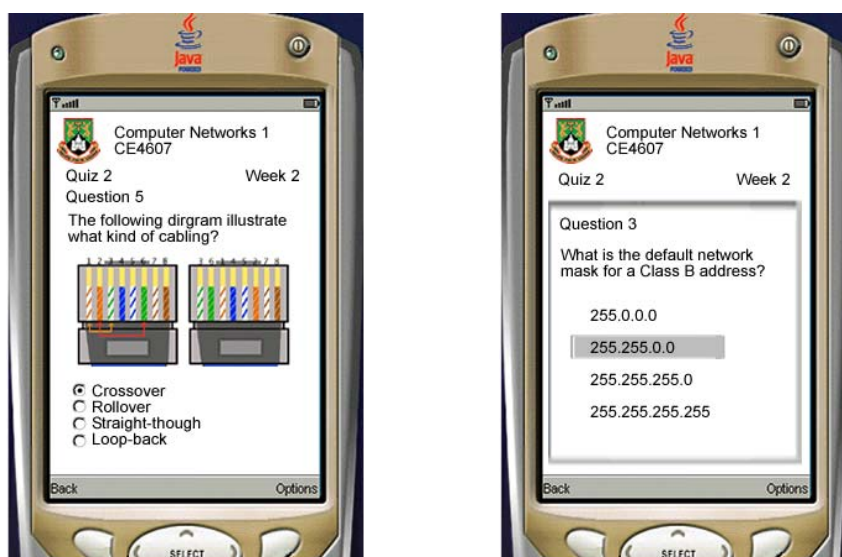 Java
POWERED
Computer Networks 1
CE4607
Quiz 2 Week 2
Question 5
The following dirgram illustrate
what kind of cabling?
1 2 3 4 5 6 7 8
3 6 1 4 5 2 7 8
Crossover
Rollover
Straight-though
Loop-back
Back Options
SELECT
Java
POWERED
Computer Networks 1
CE4607
Quiz 2 Week 2
Question 3
What is the default network
mask for a Class B address?
255.0.0.0
255.255.0.0
255.255.255.0
255.255.255.255
Back Options
SELECT